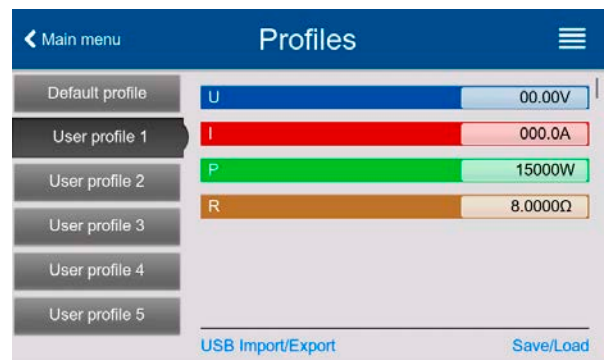 Main menu
Profiles
Default profile
User profile 1
User profile 2
User profile 3
User profile 4
User profile 5
U 00.00V
I 000.0A
P 15000W
R 8.0000Ω
USB Import/Export
Save/Load